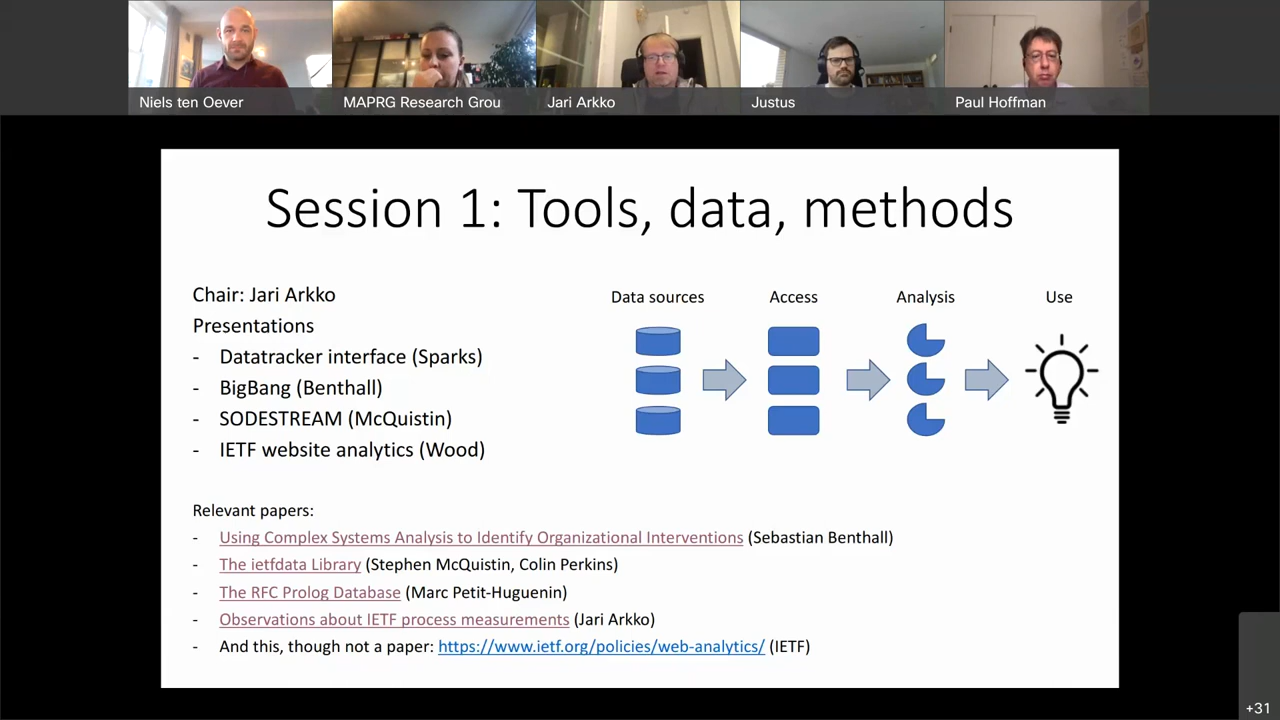 Niels ten Oever
MAPRG Research Grou
Jari Arkko
Justus
Paul Hoffman
Session 1: Tools, data, methods
Chair: Jari Arkko
Presentations
- Datatracker interface (Sparks)
- BigBang (Benthall)
- SODESTREAM (McQuistin)
- IETF website analytics (Wood)
Data sources
Access
Analysis
Use
Relevant papers:
- Using Complex Systems Analysis to Identify Organizational Interventions (Sebastian Benthall)
- The ietfdata Library (Stephen McQuistin, Colin Perkins)
- The RFC Prolog Database (Marc Petit-Huguenin)
- Observations about IETF process measurements (Jari Arkko)
- And this, though not a paper: https://www.ietf.org/policies/web-analytics/ (IETF)
+31